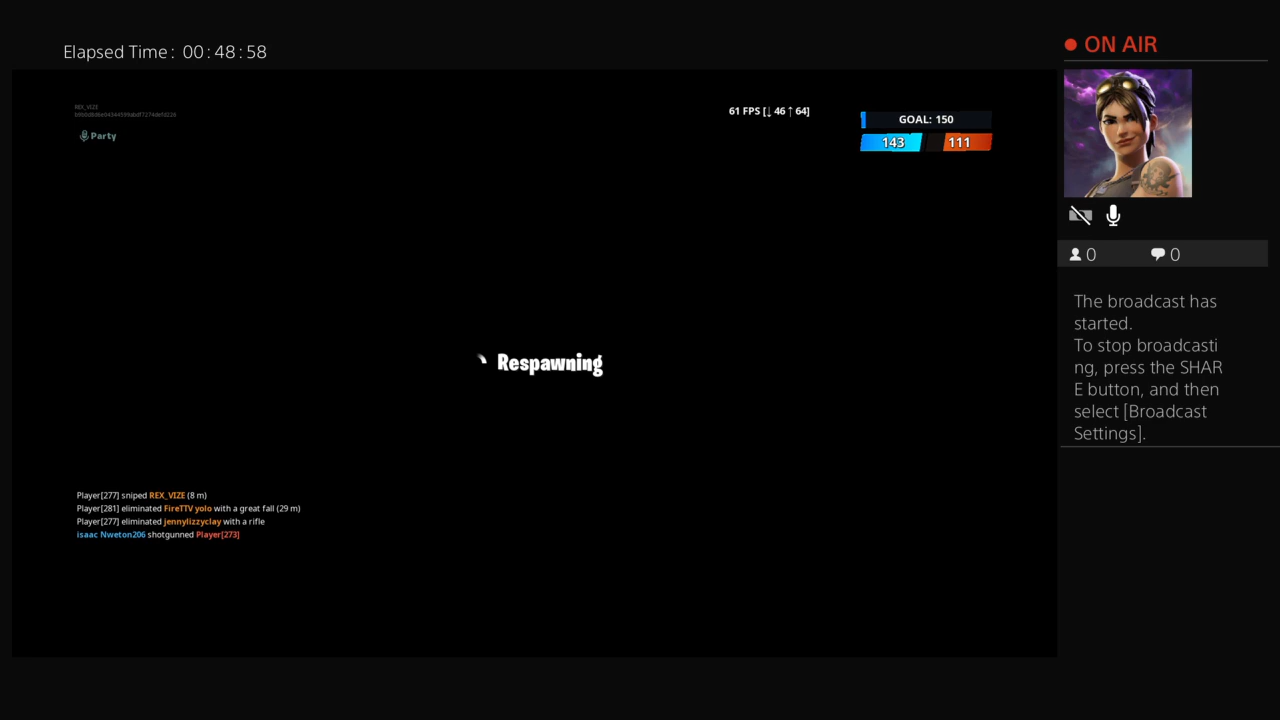 Elapsed Time: 00:48:58
ON AIR
REX_VIZE
Party
61 FPS [↓ 46 ↑ 64]
GOAL: 150
143
111
0
0
The broadcast has
started.
To stop broadcasti
ng, press the SHAR
E button, and then
select [Broadcast
Settings].
Respawning
Player[277] sniped REX_VIZE (8 m)
Player[281] eliminated FireTTV yolo with a great fall (29 m)
Player[277] eliminated jennylizzyclay with a rifle
isaac Nweton206 shotgunned Player[273]